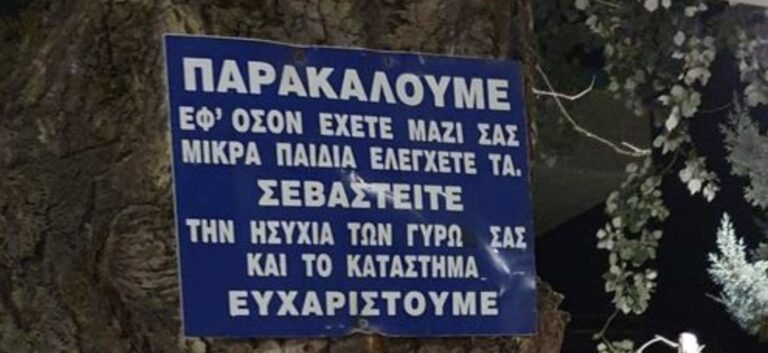 ΠΑΡΑΚΑΛΟΥΜΕ
ΕΦ' ΟΣΟΝ ΕΧΕΤΕ ΜΑΖΙ ΣΑΣ
ΜΙΚΡΑ ΠΑΙΔΙΑ ΕΛΕΓΧΕΤΕ ΤΑ.
ΣΕΒΑΣΤΕΙΤΕ
ΤΗΝ ΗΣΥΧΙΑ ΤΩΝ ΓΥΡΩ ΣΑΣ
ΚΑΙ ΤΟ ΚΑΤΑΣΤΗΜΑ
ΕΥΧΑΡΙΣΤΟΥΜΕ